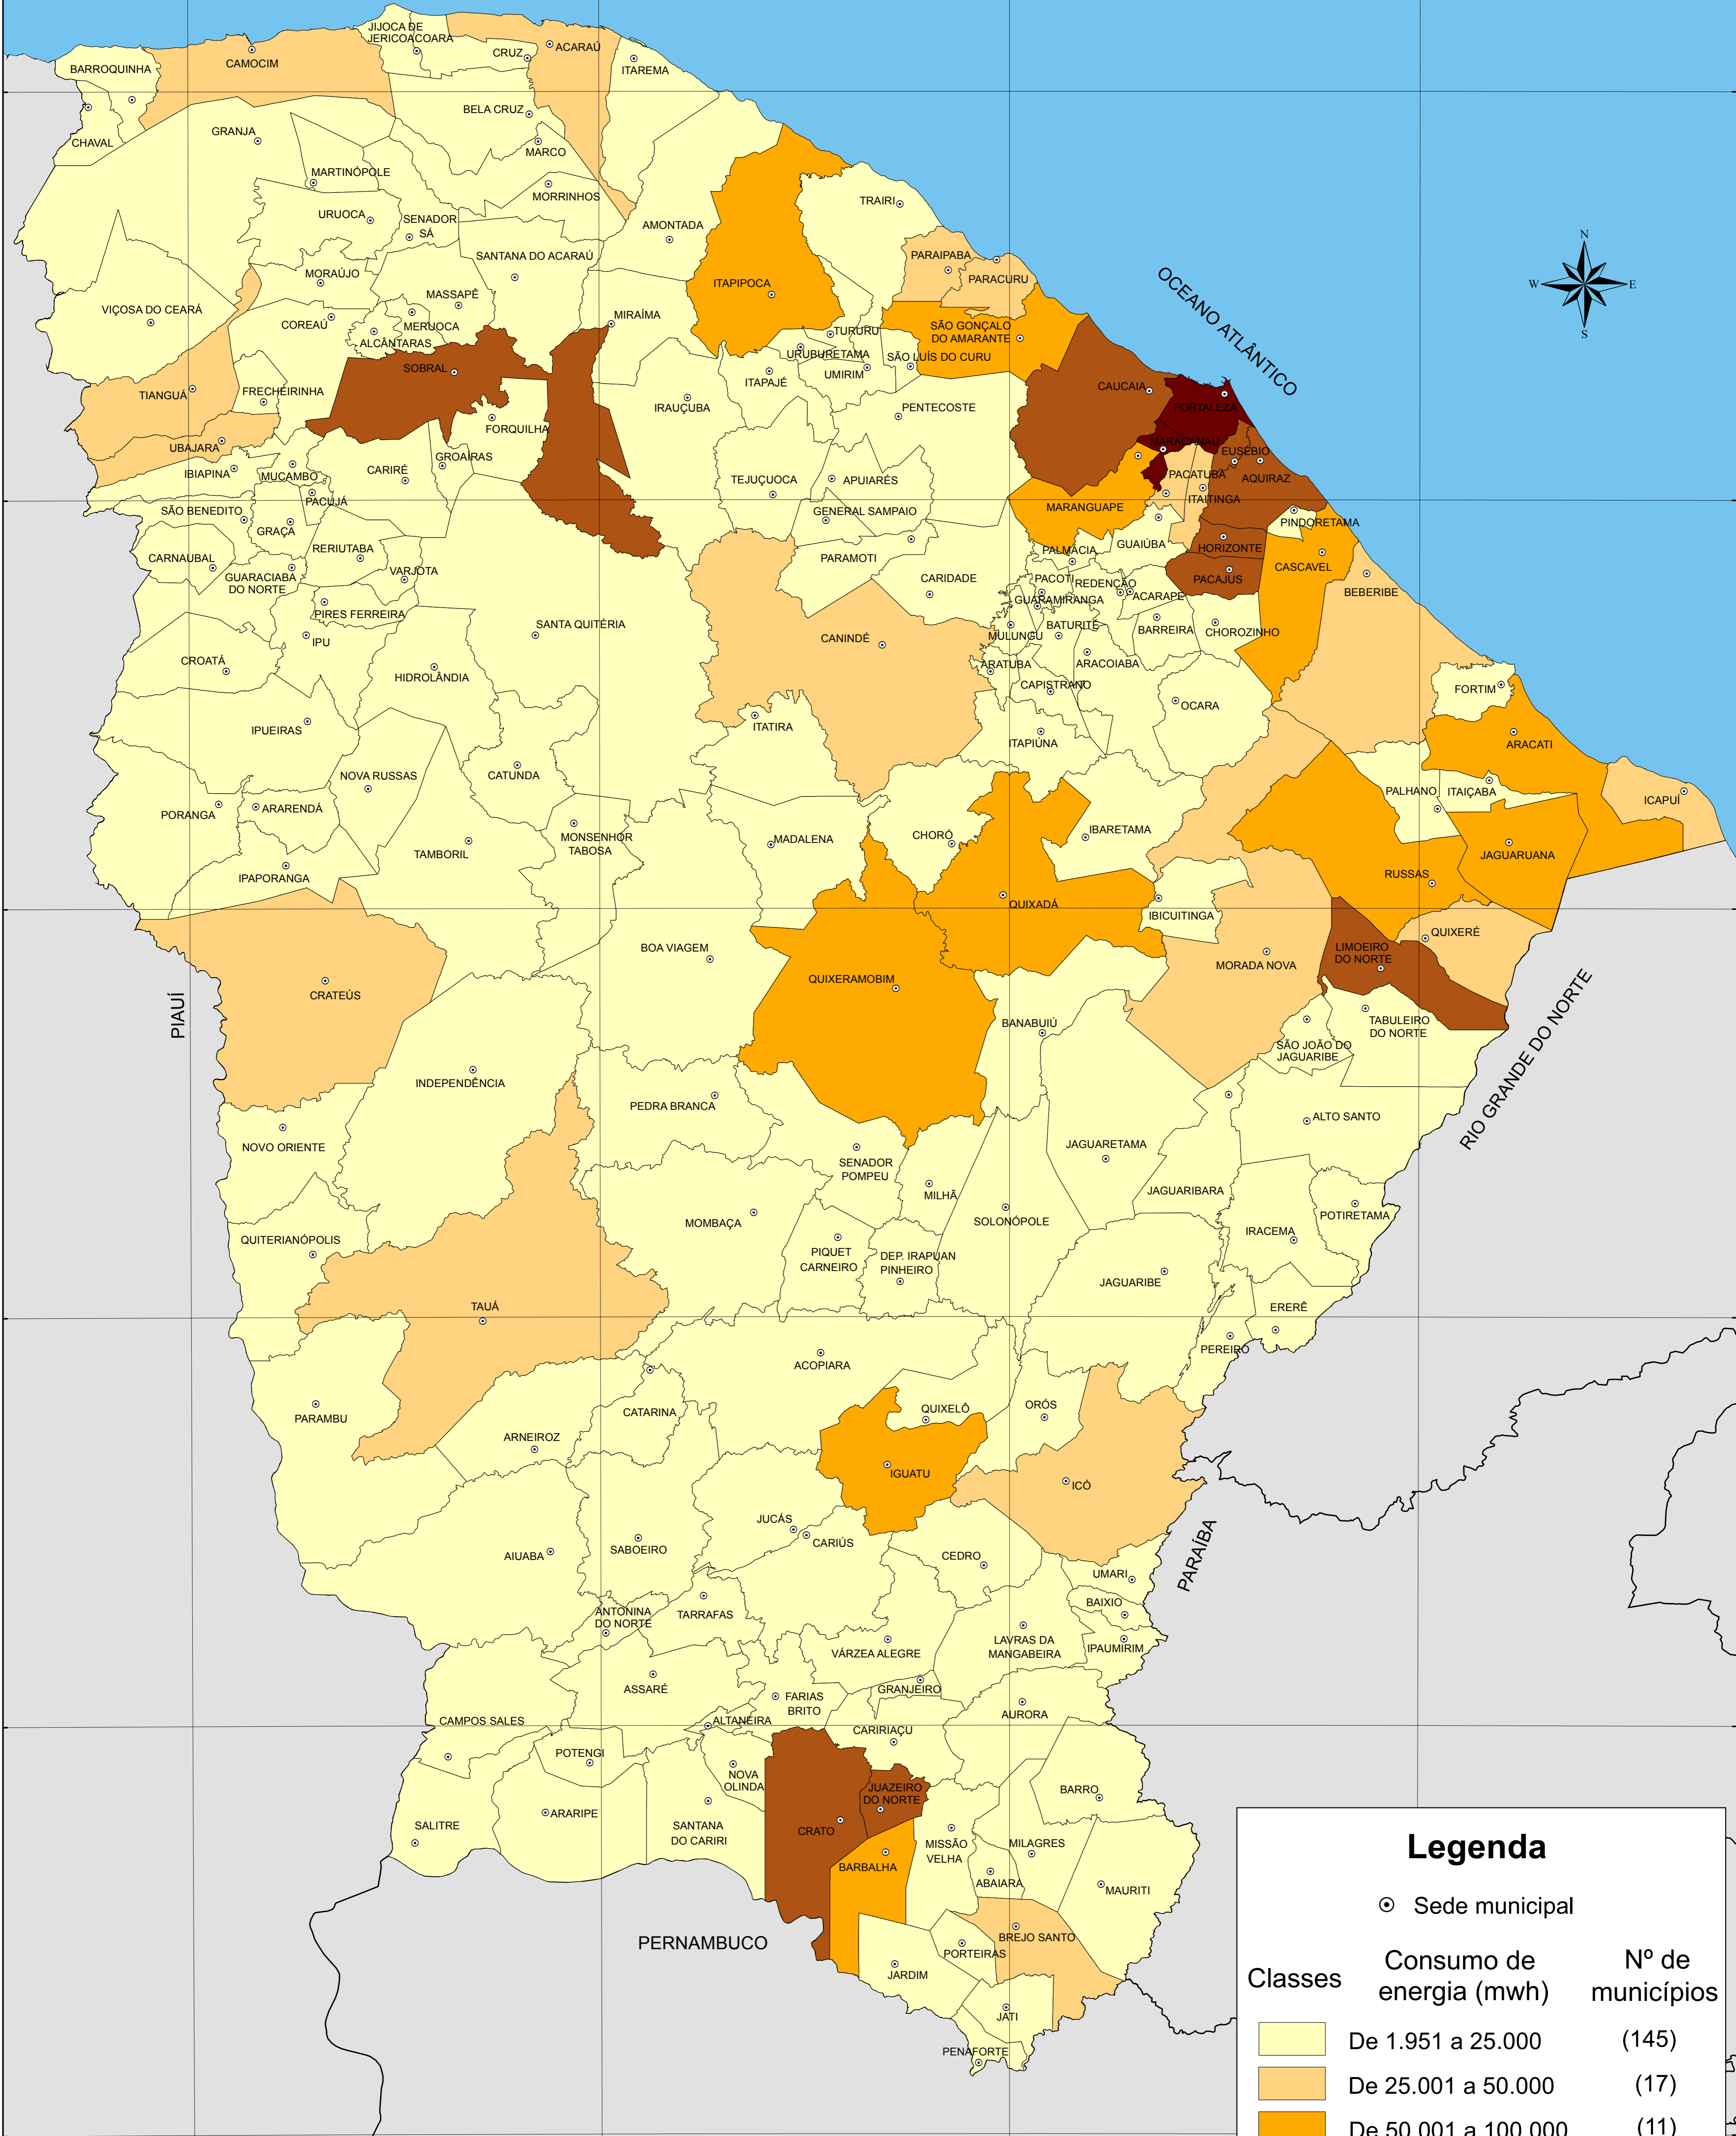 JIJOCA DE
JERICOACOARA
CRUZ
ACARAÚ
BARROQUINHA
CAMOCIM
ITAREMA
CHAVAL
GRANJA
BELA CRUZ
MARCO
MARTINÓPOLE
MORRINHOS
URUOCA
SENADOR
SÁ
AMONTADA
TRAIRI
N
W
E
S
OCEANO ATLÂNTICO
MORAÚJO
SANTANA DO ACARAÚ
ITAPIPOCA
PARAIPABA
PARACURU
VIÇOSA DO CEARÁ
MASSAPÊ
COREAÚ
MERUOCA
ALCÂNTARAS
MIRAÍMA
TURURU
URUBURETAMA
SÃO GONÇALO
DO AMARANTE
SÃO LUÍS DO CURU
UMIRIM
ITAPAJÉ
SOBRAL
TIANGUÁ
FRECHEIRINHA
IRAUÇUBA
PENTECOSTE
CAUCAIA
FORTALEZA
FORQUILHA
UBAJARA
MARACANAÚ
EUSÉBIO
IBIAPINA
MUCAMBO
CARIRÉ
GROAÍRAS
TEJUÇUOCA
APUIARÉS
PACATUBA
AQUIRAZ
ITAITINGA
PACUJÁ
SÃO BENEDITO
GRAÇA
GENERAL SAMPAIO
MARANGUAPE
PINDORETAMA
CARNAUBAL
RERIUTABA
GUARACIABA
DO NORTE
VARJOTA
PARAMOTI
PALMÁCIA
GUAIÚBA
HORIZONTE
CASCAVEL
PIRES FERREIRA
CARIDADE
PACOTI
REDENÇÃO
PACAJUS
BEBERIBE
GUARAMIRANGA
ACARAPE
IPU
SANTA QUITÉRIA
CANINDÉ
MULUNGU
BATURITÉ
BARREIRA
CHOROZINHO
CROATÁ
HIDROLÂNDIA
ARATUBA
ARACOIABA
CAPISTRANO
FORTIM
OCARA
IPUEIRAS
ITATIRA
ITAPIÚNA
ARACATI
NOVA RUSSAS
CATUNDA
PALHANO
ITAIÇABA
ICAPUÍ
PORANGA
ARARENDÁ
MONSENHOR
TABOSA
MADALENA
CHORÓ
IBARETAMA
TAMBORIL
IPAPORANGA
JAGUARUANA
RUSSAS
QUIXADÁ
IBICUITINGA
BOA VIAGEM
QUIXERÉ
LIMOEIRO
DO NORTE
MORADA NOVA
QUIXERAMOBIM
CRATEÚS
PIAUÍ
BANABUIÚ
TABULEIRO
DO NORTE
SÃO JOÃO DO
JAGUARIBE
RIO GRANDE DO NORTE
INDEPENDÊNCIA
PEDRA BRANCA
ALTO SANTO
NOVO ORIENTE
JAGUARETAMA
SENADOR
POMPEU
MILHÃ
JAGUARIBARA
MOMBAÇA
SOLONÓPOLE
POTIRETAMA
IRACEMA
QUITERIANÓPOLIS
PIQUET
CARNEIRO
DEP. IRAPUAN
PINHEIRO
JAGUARIBE
TAUÁ
ERERÊ
PEREIRO
ACOPIARA
PARAMBU
CATARINA
QUIXELÔ
ORÓS
ARNEIROZ
IGUATU
ICÓ
JUCÁS
CARIÚS
AIUABA
SABOEIRO
CEDRO
UMARI
PARAÍBA
ANTONINA
DO NORTE
TARRAFAS
BAIXIO
VÁRZEA ALEGRE
LAVRAS DA
MANGABEIRA
IPAUMIRIM
ASSARÉ
FARIAS
BRITO
GRANJEIRO
CAMPOS SALES
ALTANEIRA
CARIRIAÇU
AURORA
POTENGI
NOVA
OLINDA
JUAZEIRO
DO NORTE
BARRO
ARARIPE
SALITRE
SANTANA
DO CARIRI
CRATO
MISSÃO
VELHA
MILAGRES
BARBALHA
ABAIARA
MAURITI
PERNAMBUCO
BREJO SANTO
PORTEIRAS
JARDIM
JATI
PENAFORTE
Legenda
Sede municipal
Classes Consumo de energia (mwh) Nº de municípios
De 1.951 a 25.000 (145)
De 25.001 a 50.000 (17)
De 50.001 a 100.000 (11)